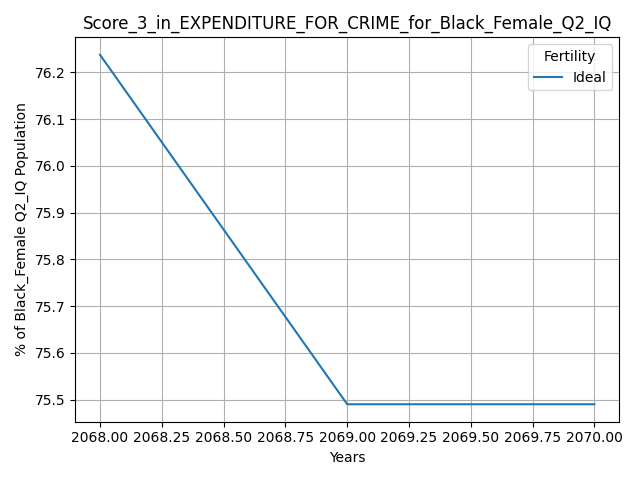 Score_3_in_EXPENDITURE_FOR_CRIME_for_Black_Female_Q2_IQ
Fertility
Ideal
76.2
76.1
76.0
75.9
75.8
75.7
75.6
75.5
% of Black_Female Q2_IQ Population
2068.00 2068.25 2068.50 2068.75 2069.00 2069.25 2069.50 2069.75 2070.00
Years